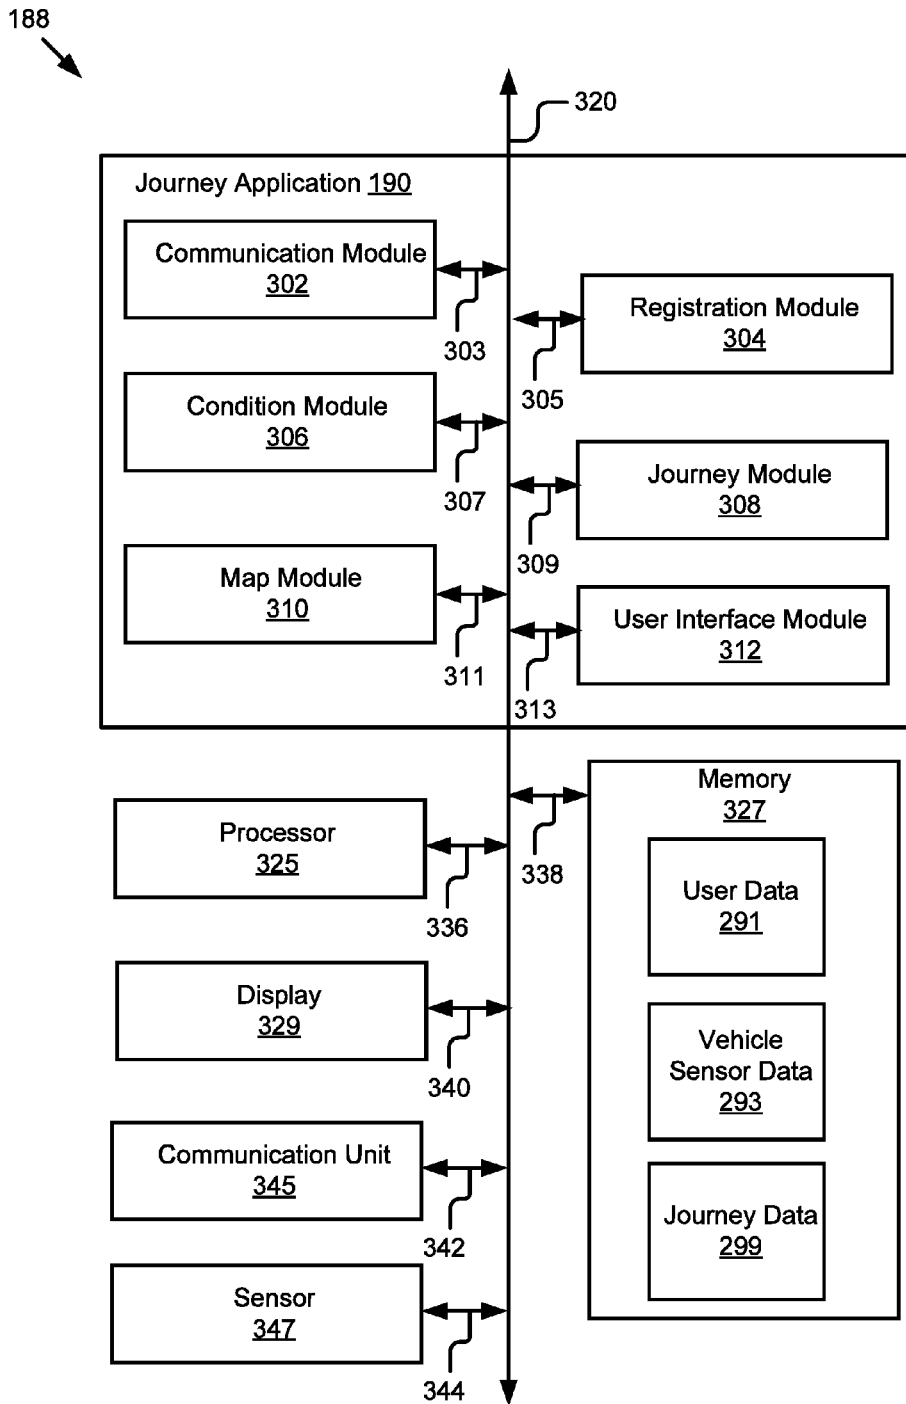 188
320
Journey Application 190
Communication Module
302
303
Registration Module
304
305
Condition Module
306
307
Journey Module
308
309
Map Module
310
311
User Interface Module
312
313
Memory
327
Processor
325
336
338
User Data
291
Display
329
340
Vehicle
Sensor Data
293
Communication Unit
345
342
Journey Data
299
Sensor
347
344